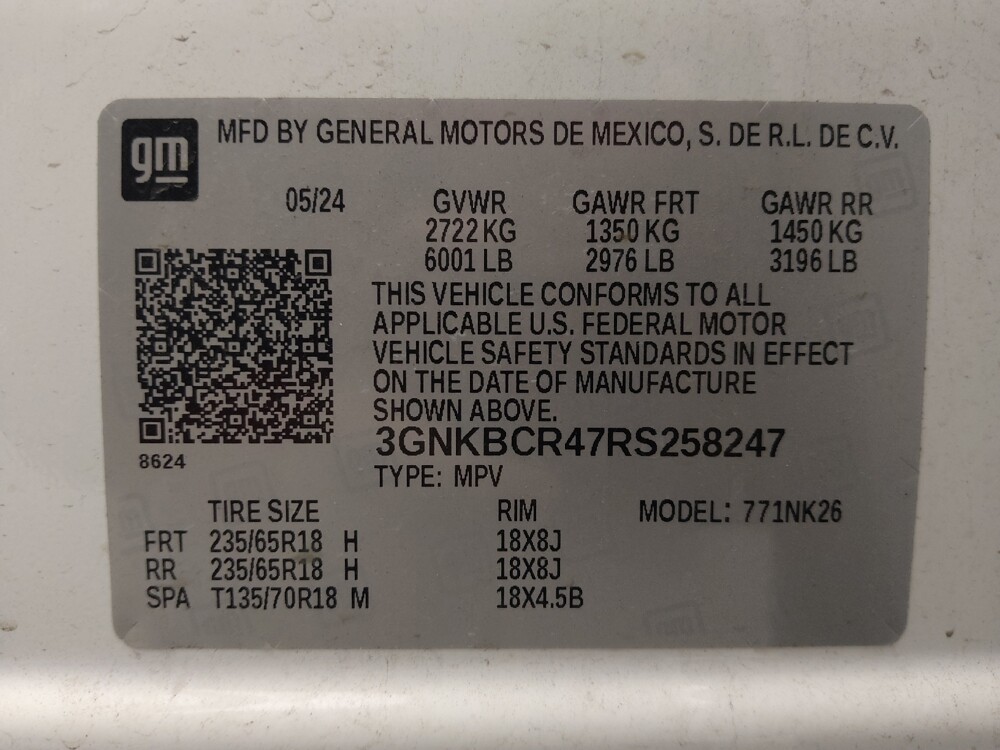 gm MFD BY GENERAL MOTORS DE MEXICO, S. DE R.L. DE C.V.
05/24 GVWR GAWR FRT GAWR RR
2722 KG 1350 KG 1450 KG
6001 LB 2976 LB 3196 LB
THIS VEHICLE CONFORMS TO ALL
APPLICABLE U.S. FEDERAL MOTOR
VEHICLE SAFETY STANDARDS IN EFFECT
ON THE DATE OF MANUFACTURE
SHOWN ABOVE.
3GNKBCR47RS258247
8624
TYPE: MPV
TIRE SIZE RIM MODEL: 771NK26
FRT 235/65R18 H 18X8J
RR 235/65R18 H 18X8J
SPA T135/70R18 M 18X4.5B